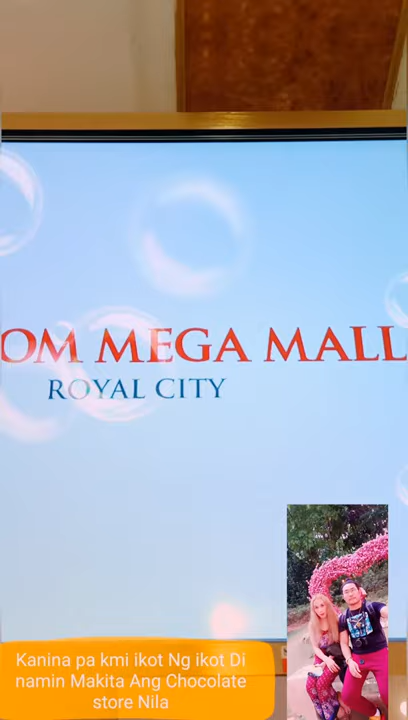 OM MEGA MALL
ROYAL CITY
Kanina pa kmi ikot Ng ikot Di
namin Makita Ang Chocolate
store Nila